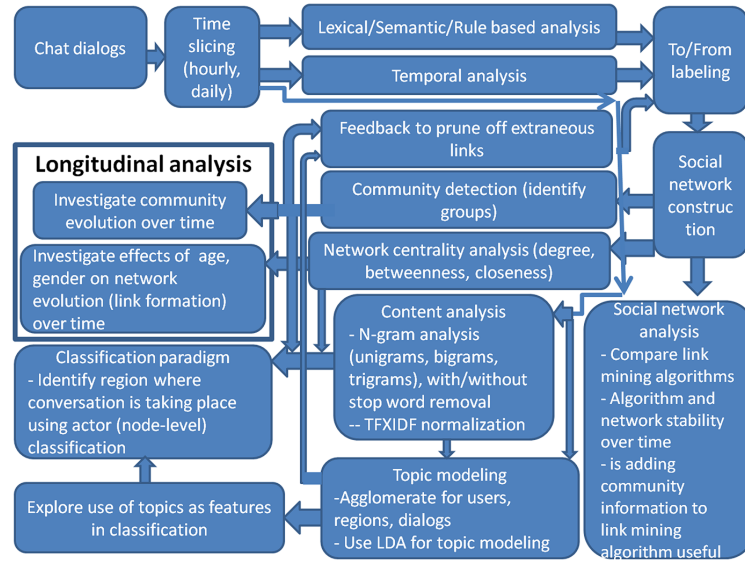 Chat dialogs
Time
slicing
(hourly,
daily)
Lexical/Semantic/Rule based analysis
Temporal analysis
To/From
labeling
Feedback to prune off extraneous
links
Longitudinal analysis
Investigate community
evolution over time
Community detection (identify
groups)
Social
network
construc
tion
Investigate effects of age,
gender on network
evolution (link formation)
over time
Network centrality analysis (degree,
betweenness, closeness)
Content analysis
- N-gram analysis
(unigrams, bigrams,
trigrams), with/without
stop word removal
-- TFXIDF normalization
Social network
analysis
- Compare link
mining algorithms
- Algorithm and
network stability
over time
- is adding
community
information to
link mining
algorithm useful
Classification paradigm
- Identify region where
conversation is taking place
using actor (node-level)
classification
Topic modeling
-Agglomerate for users,
regions, dialogs
- Use LDA for topic modeling
Explore use of topics as features
in classification